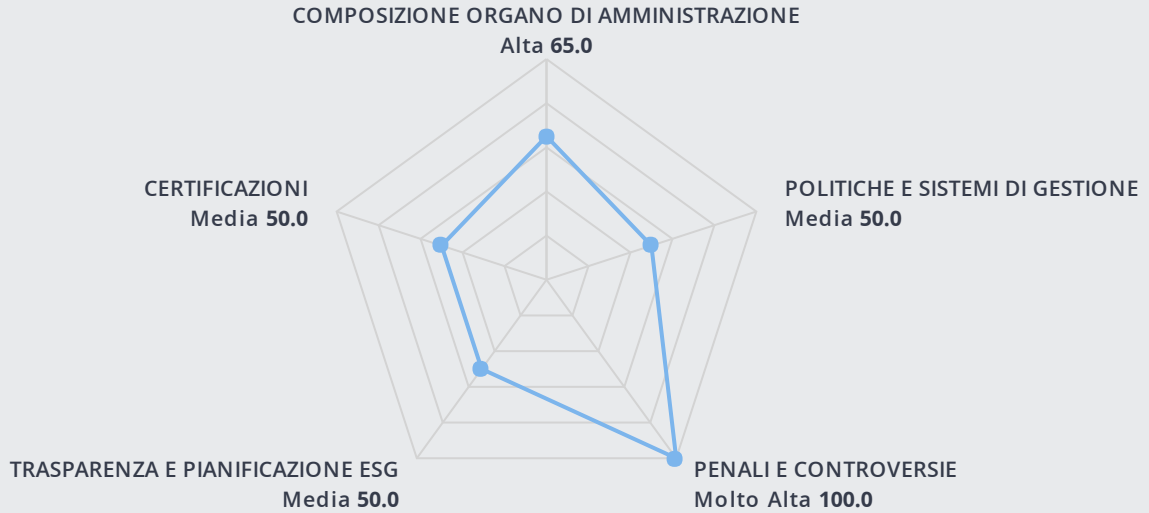 COMPOSIZIONE ORGANO DI AMMINISTRAZIONE
Alta 65.0
CERTIFICAZIONI
Media 50.0
POLITICHE E SISTEMI DI GESTIONE
Media 50.0
TRASPARENZA E PIANIFICAZIONE ESG
Media 50.0
PENALI E CONTROVERSIE
Molto Alta 100.0